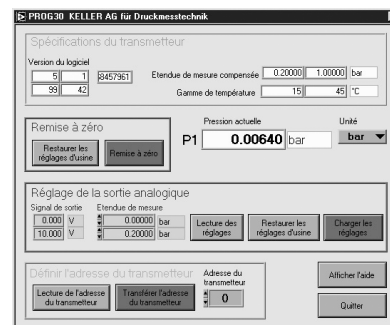 PROG30 KELLER AG für Druckmesstechnik
Spécifications du transmetteur
Version du logiciel
5 1 8457961
99 42
Etendue de mesure compensée 0.20000 1.00000 bar
Gamme de température 15 45 °C
Remise à zéro
Restaurer les réglages d'usine
Remise à zéro
Pression actuelle
P1 0.00640 bar
Unité
bar
Réglage de la sortie analogique
Signal de sortie Etendue de mesure
0.000 V 0.00000 bar
10.000 V 0.20000 bar
Lecture des réglages
Restaurer les réglages d'usine
Charger les réglages
Définir l'adresse du transmetteur
Lecture de l'adresse du transmetteur
Transférer l'adresse du transmetteur
Adresse du transmetteur
0
Afficher l'aide
Quitter